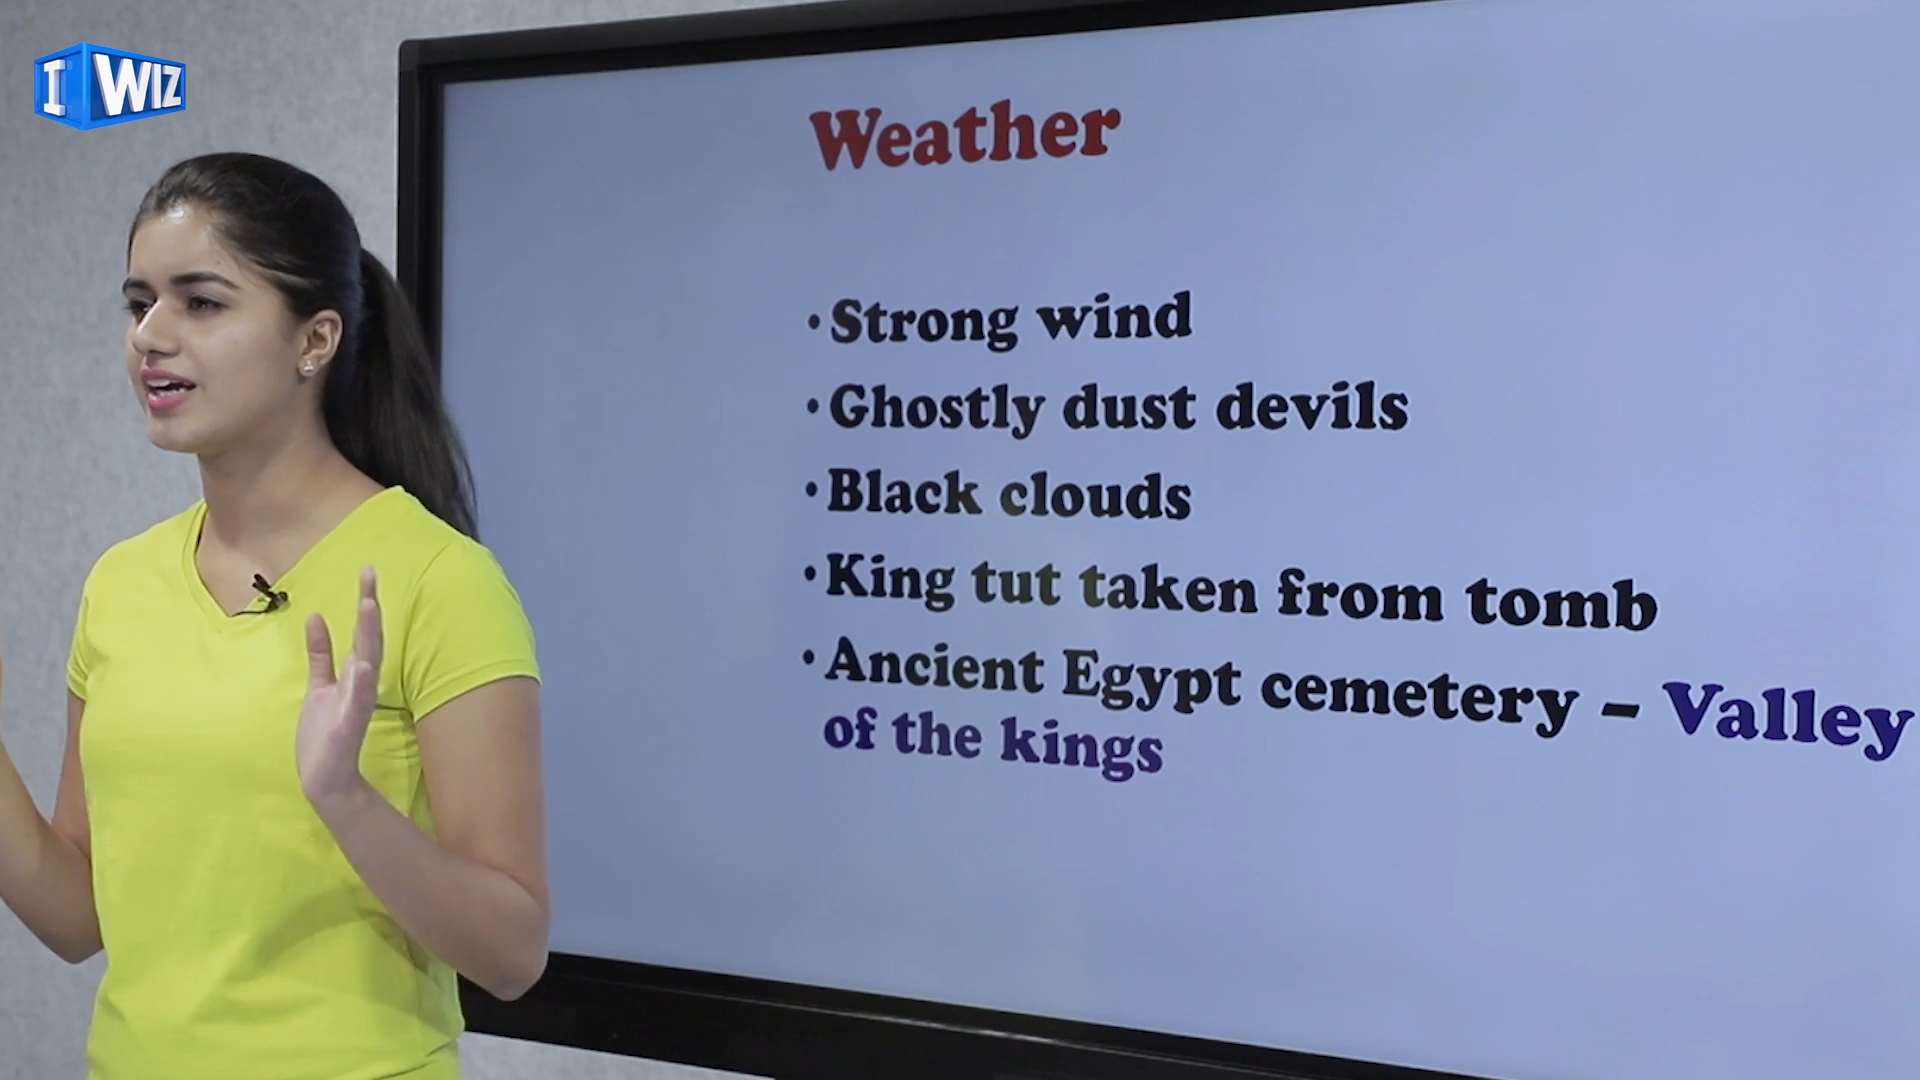 I WIZ
Weather
• Strong wind
• Ghostly dust devils
• Black clouds
• King tut taken from tomb
• Ancient Egypt cemetery – Valley
of the kings